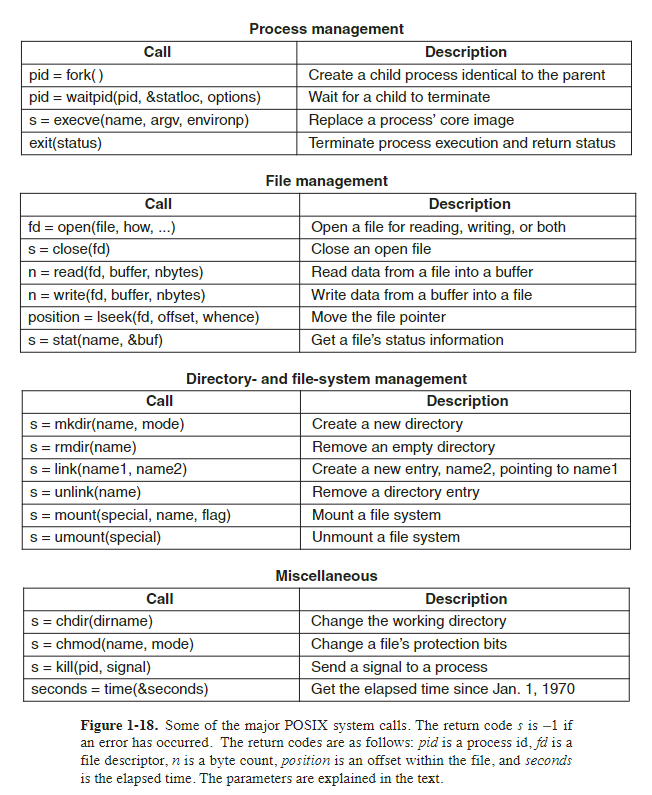 Process management
Call Description
pid = fork( ) Create a child process identical to the parent
pid = waitpid(pid, &statloc, options) Wait for a child to terminate
s = execve(name, argv, environp) Replace a process’ core image
exit(status) Terminate process execution and return status
File management
Call Description
fd = open(file, how, ...) Open a file for reading, writing, or both
s = close(fd) Close an open file
n = read(fd, buffer, nbytes) Read data from a file into a buffer
n = write(fd, buffer, nbytes) Write data from a buffer into a file
position = lseek(fd, offset, whence) Move the file pointer
s = stat(name, &buf) Get a file’s status information
Directory- and file-system management
Call Description
s = mkdir(name, mode) Create a new directory
s = rmdir(name) Remove an empty directory
s = link(name1, name2) Create a new entry, name2, pointing to name1
s = unlink(name) Remove a directory entry
s = mount(special, name, flag) Mount a file system
s = umount(special) Unmount a file system
Miscellaneous
Call Description
s = chdir(dirname) Change the working directory
s = chmod(name, mode) Change a file’s protection bits
s = kill(pid, signal) Send a signal to a process
seconds = time(&seconds) Get the elapsed time since Jan. 1, 1970
Figure 1-18. Some of the major POSIX system calls. The return code s is −1 if
an error has occurred. The return codes are as follows: pid is a process id, fd is a
file descriptor, n is a byte count, position is an offset within the file, and seconds
is the elapsed time. The parameters are explained in the text.